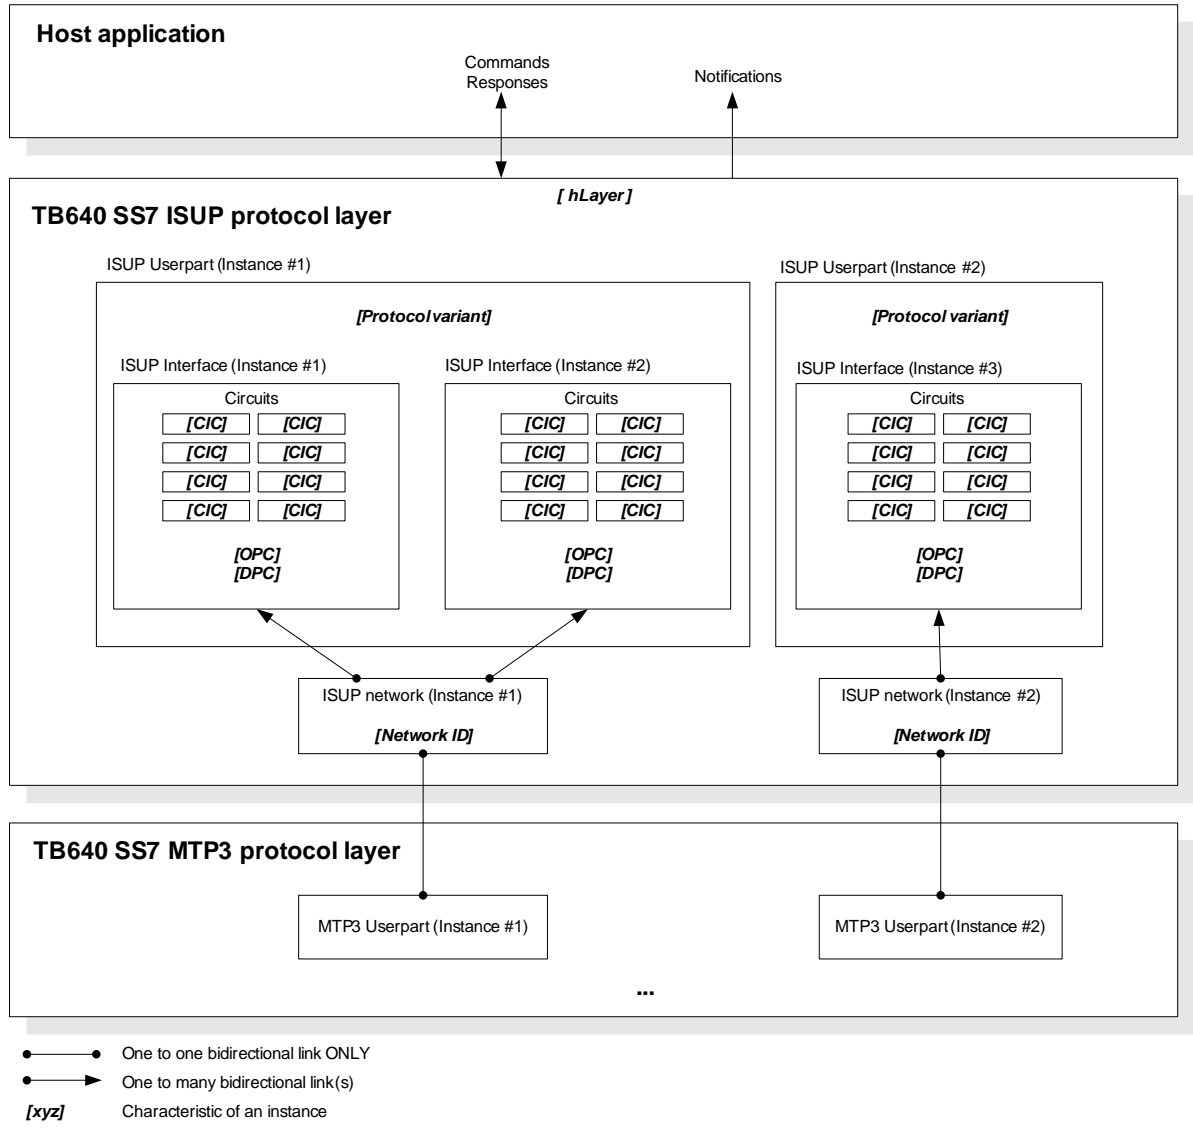 Host application
Commands
Responses
Notifications
[ hLayer ]
TB640 SS7 ISUP protocol layer
ISUP Userpart (Instance #1)
ISUP Userpart (Instance #2)
[Protocol variant]
[Protocol variant]
ISUP Interface (Instance #1)
ISUP Interface (Instance #2)
ISUP Interface (Instance #3)
Circuits
Circuits
Circuits
[CIC] [CIC] [CIC] [CIC] [CIC] [CIC]
[CIC] [CIC] [CIC] [CIC] [CIC] [CIC]
[CIC] [CIC] [CIC] [CIC] [CIC] [CIC]
[CIC] [CIC] [CIC] [CIC] [CIC] [CIC]
[OPC]
[DPC]
[OPC]
[DPC]
[OPC]
[DPC]
ISUP network (Instance #1)
[Network ID]
ISUP network (Instance #2)
[Network ID]
TB640 SS7 MTP3 protocol layer
MTP3 Userpart (Instance #1)
MTP3 Userpart (Instance #2)
...
One to one bidirectional link ONLY
One to many bidirectional link(s)
[xyz] Characteristic of an instance